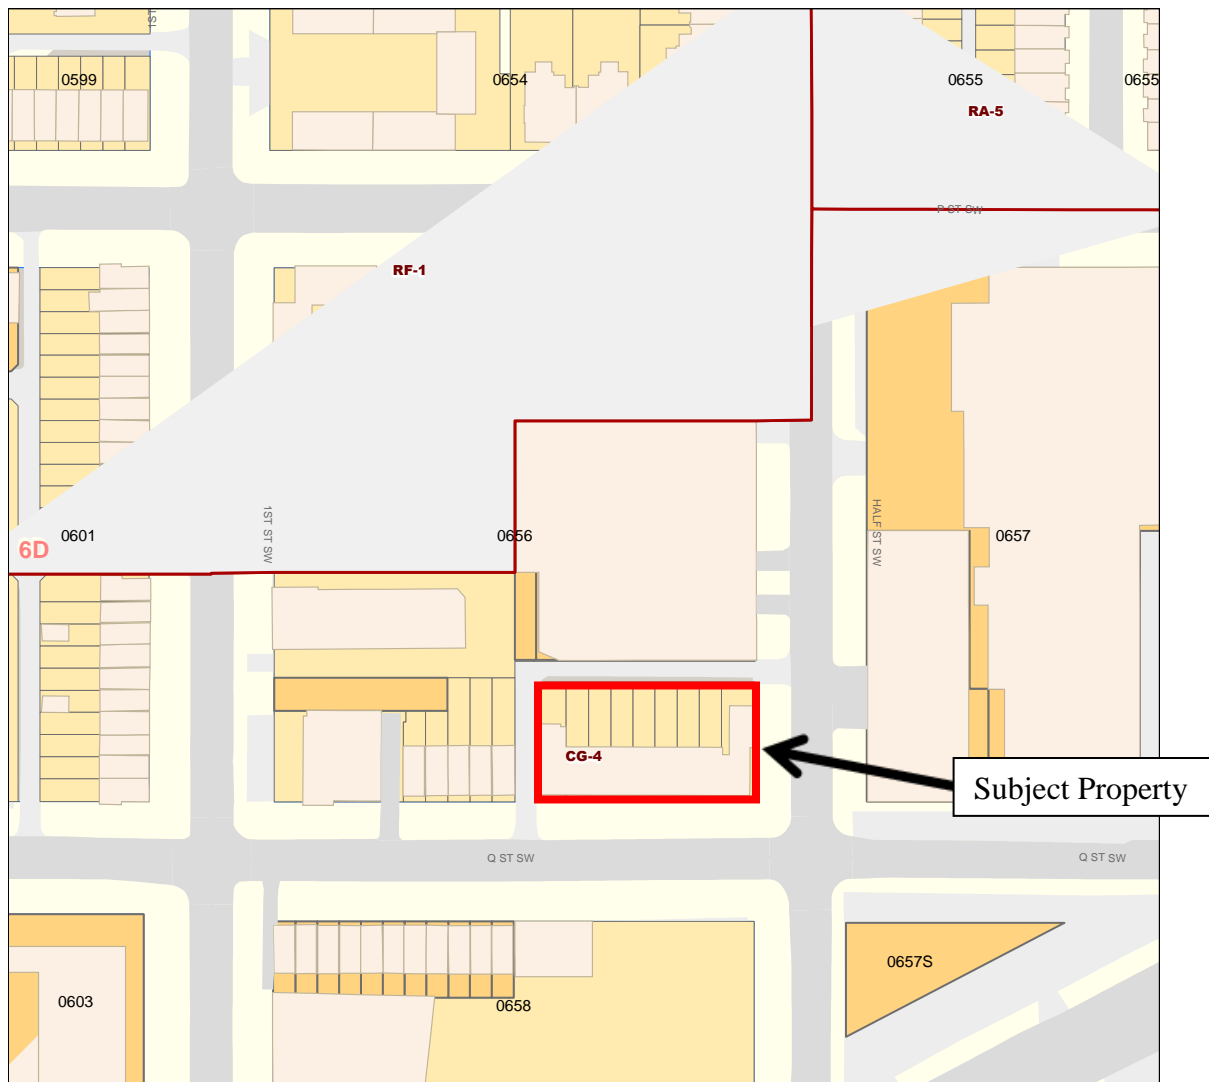 1ST
0599
0654
0655
0655
RA-5
P ST SW
RF-1
1ST ST SW
HALF ST SW
0601
6D
0656
0657
CG-4
Subject Property
Q ST SW
Q ST SW
0657S
0603
0658